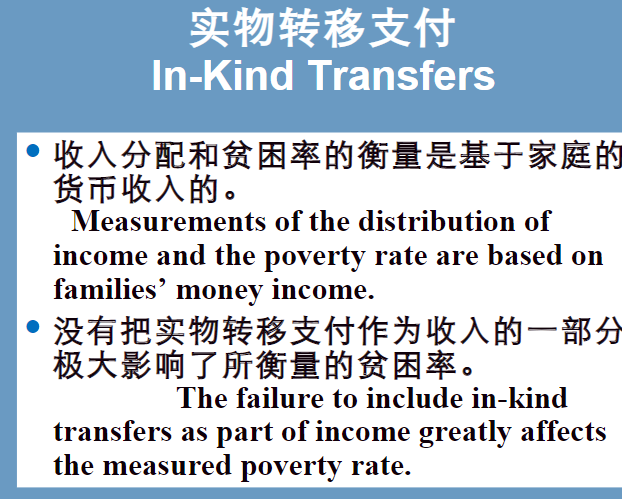 实物转移支付
In-Kind Transfers
• 收入分配和贫困率的衡量是基于家庭的
货币收入的。
Measurements of the distribution of
income and the poverty rate are based on
families’ money income.
• 没有把实物转移支付作为收入的一部分
极大影响了所衡量的贫困率。
The failure to include in-kind
transfers as part of income greatly affects
the measured poverty rate.